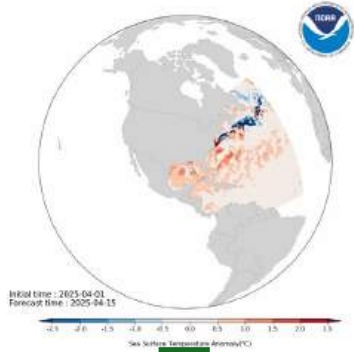 NOAA
Initial time : 2025-04-01
Forecast time : 2025-04-15
-2.5 -2.0 -1.5 -1.0 -0.5 0.0 0.5 1.0 1.5 2.0 2.5
Sea Surface Temperature Anomaly(°C)